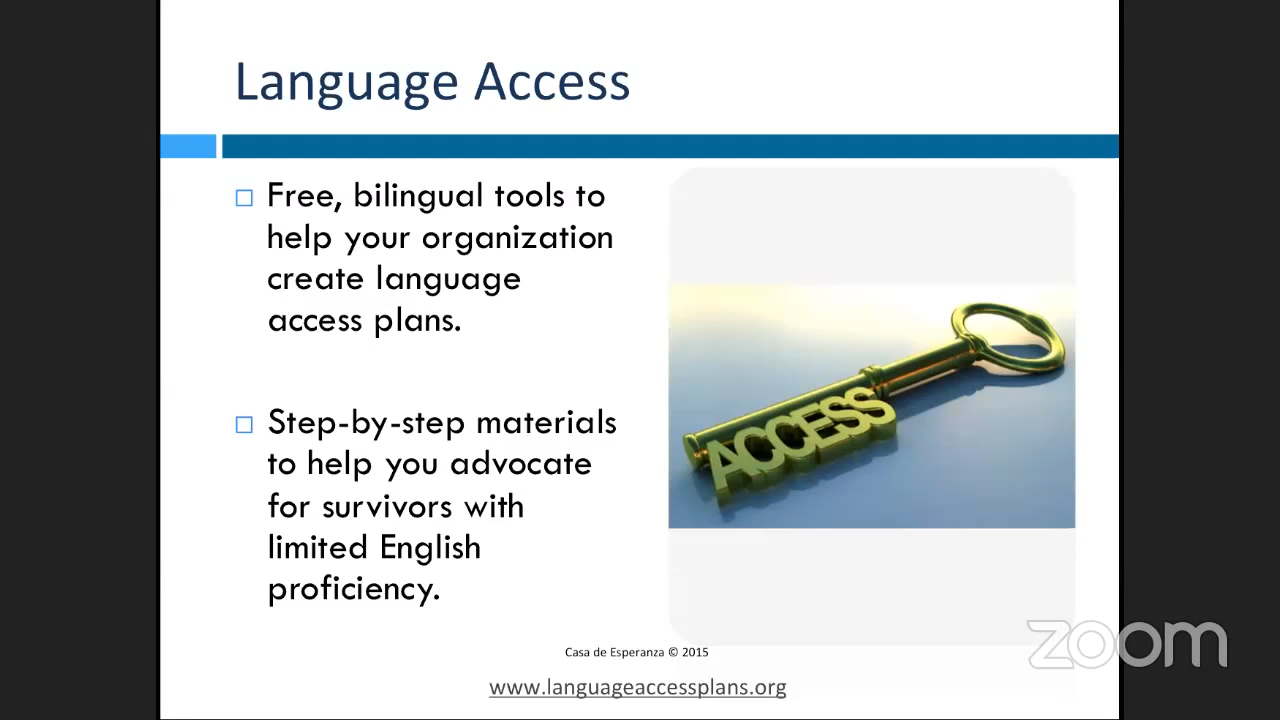 Language Access
Free, bilingual tools to
help your organization
create language
access plans.
Step-by-step materials
to help you advocate
for survivors with
limited English
proficiency.
ACCESS
Casa de Esperanza © 2015
www.languageaccessplans.org
zoom